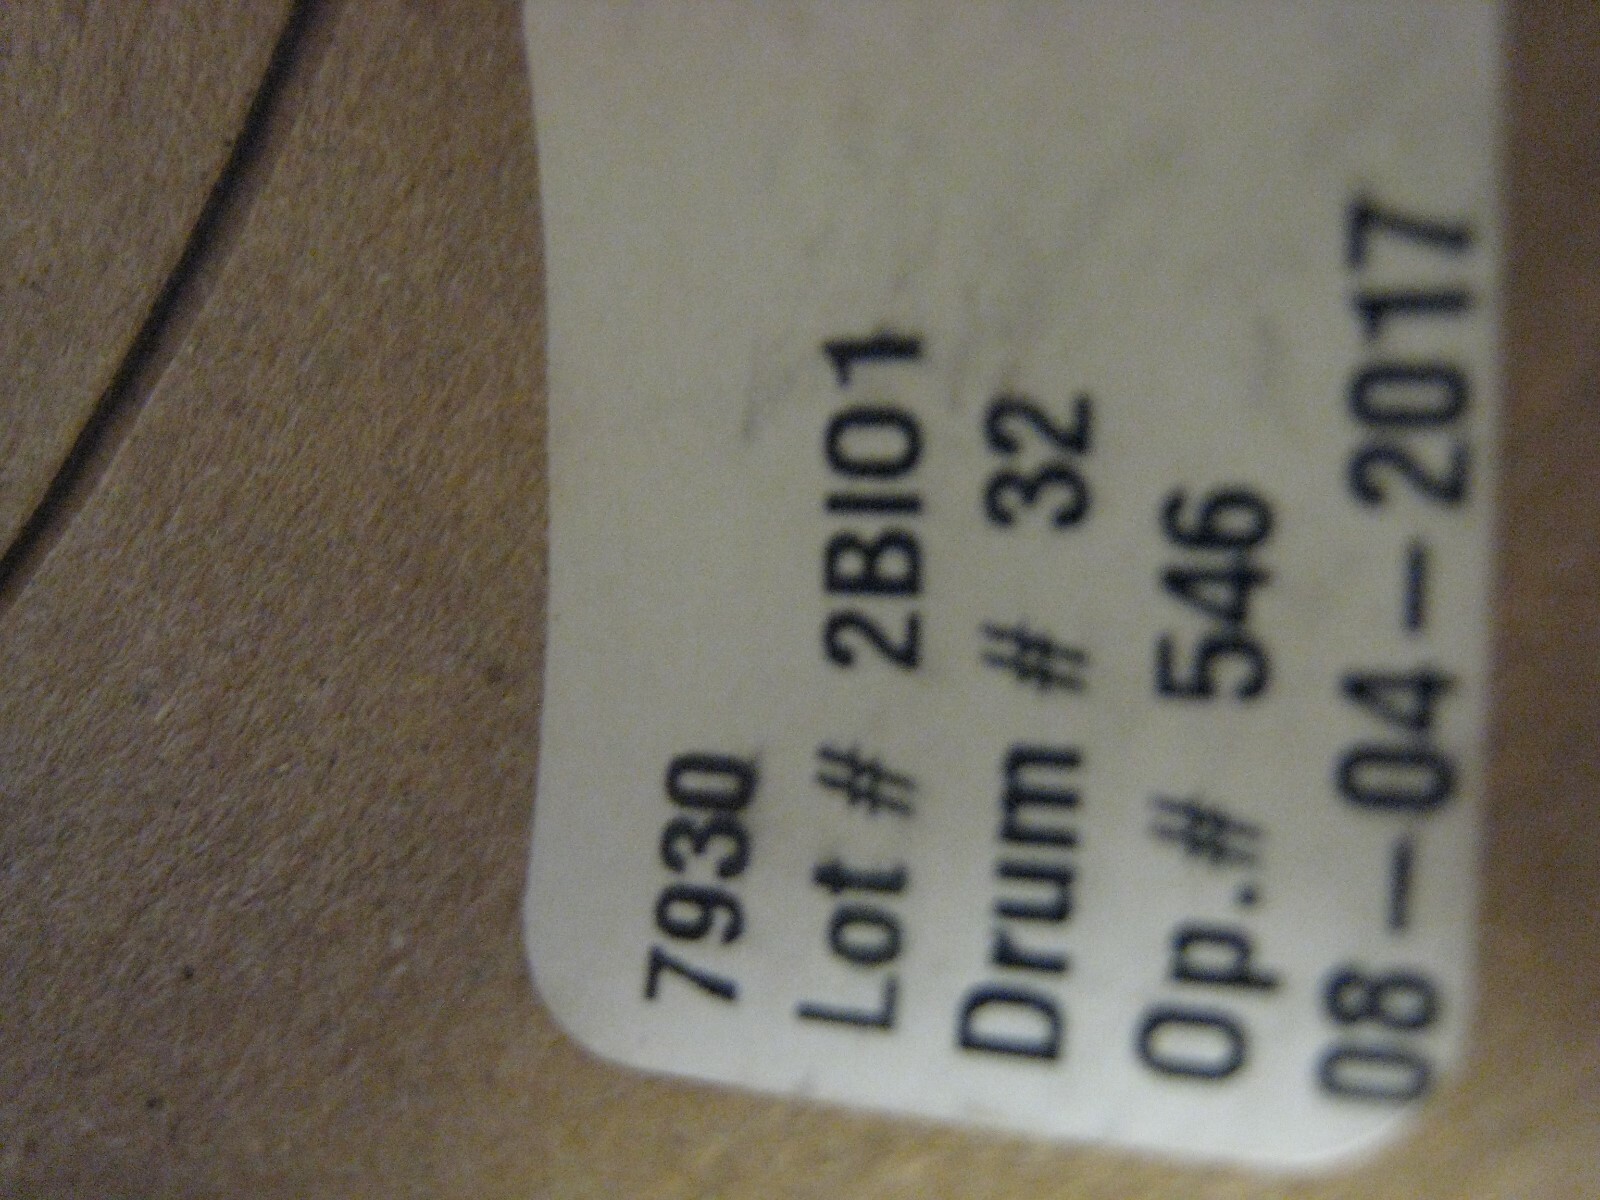 7930
Lot # 2BI01
Drum # 32
Op.# 546
08-04-2017